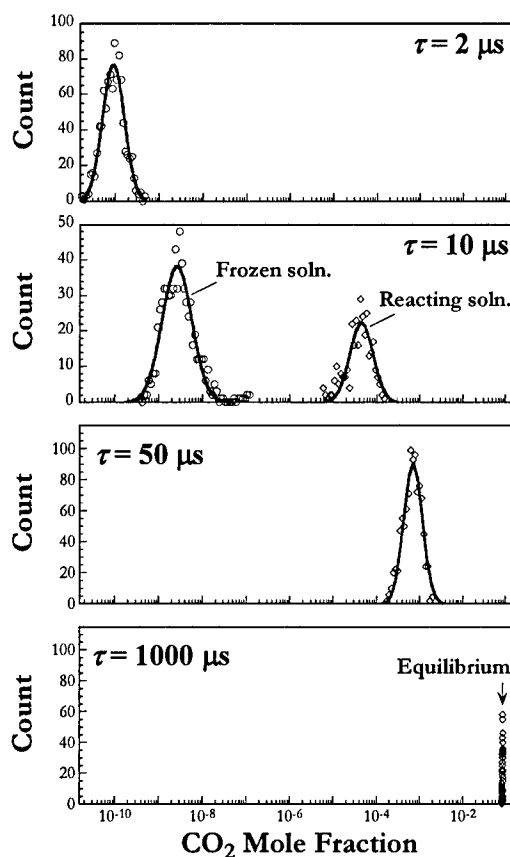 100
80
60
40
20
0
Count
τ = 2 μs
50
40
30
20
10
0
Count
τ = 10 μs
Frozen soln.
Reacting soln.
100
80
60
40
20
0
Count
τ = 50 μs
100
80
60
40
20
0
Count
τ = 1000 μs
Equilibrium
10⁻¹⁰ 10⁻⁸ 10⁻⁶ 10⁻⁴ 10⁻²
CO₂ Mole Fraction